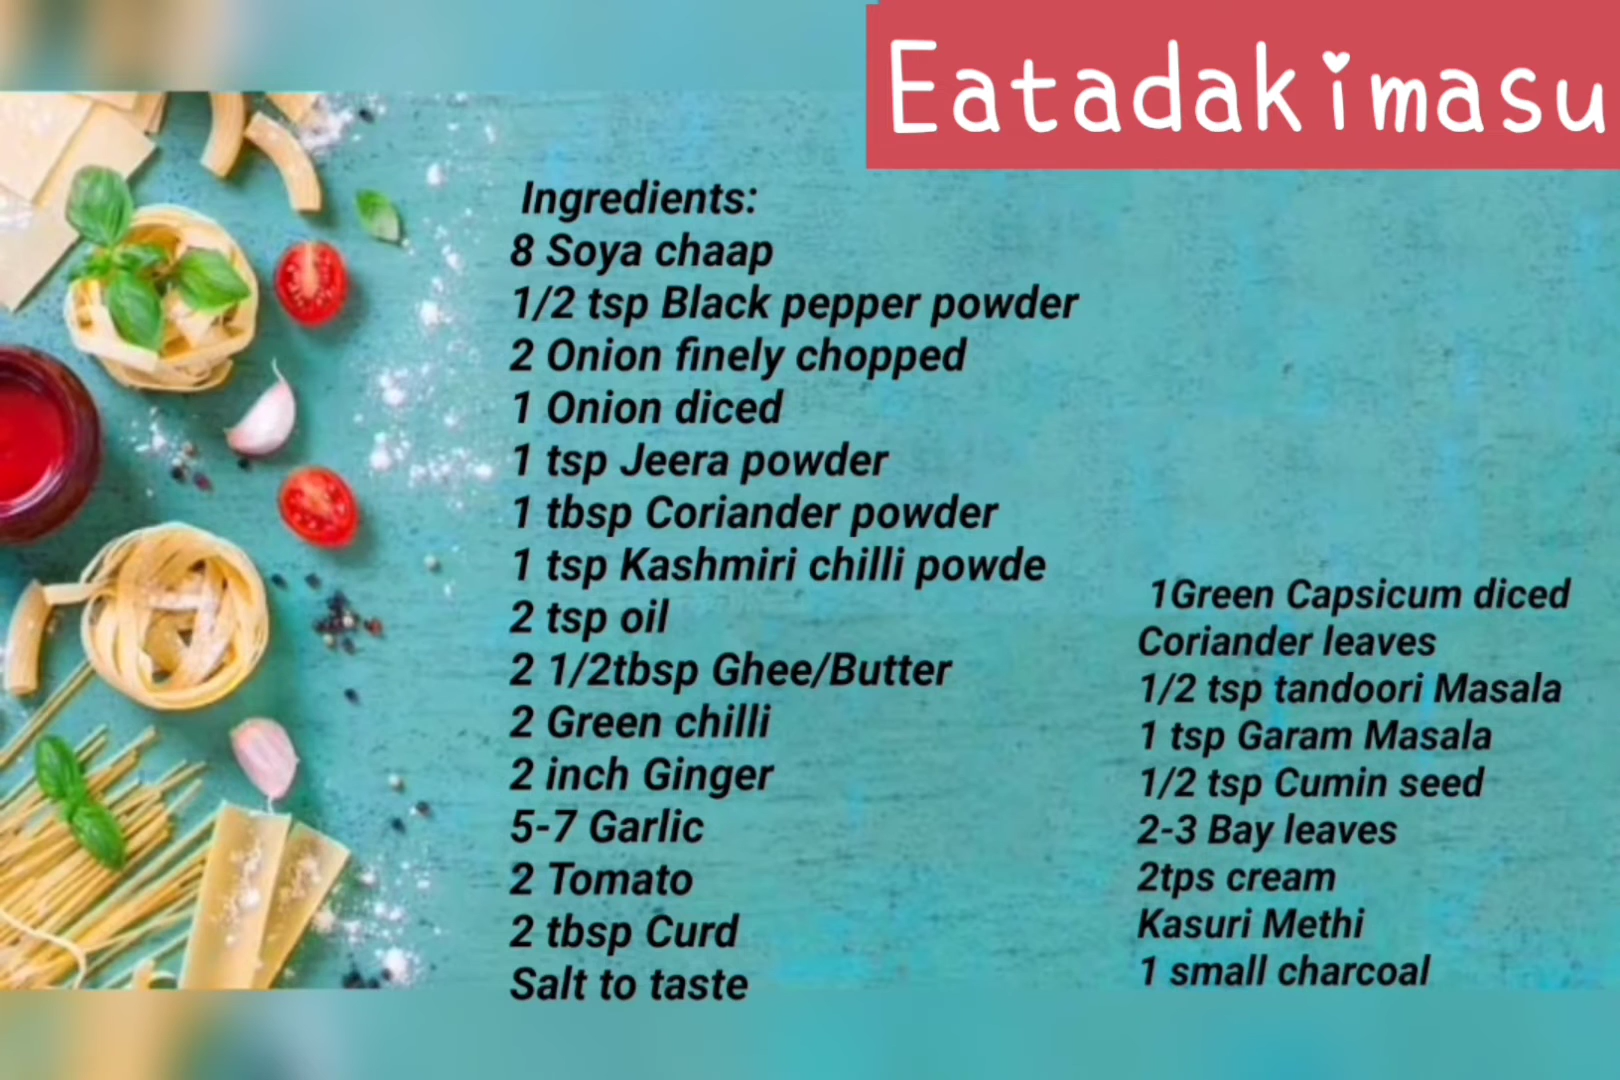 Eatadakimasu
Ingredients:
8 Soya chaap
1/2 tsp Black pepper powder
2 Onion finely chopped
1 Onion diced
1 tsp Jeera powder
1 tbsp Coriander powder
1 tsp Kashmiri chilli powde
2 tsp oil
2 1/2tbsp Ghee/Butter
2 Green chilli
2 inch Ginger
5-7 Garlic
2 Tomato
2 tbsp Curd
Salt to taste
1Green Capsicum diced
Coriander leaves
1/2 tsp tandoori Masala
1 tsp Garam Masala
1/2 tsp Cumin seed
2-3 Bay leaves
2tps cream
Kasuri Methi
1 small charcoal